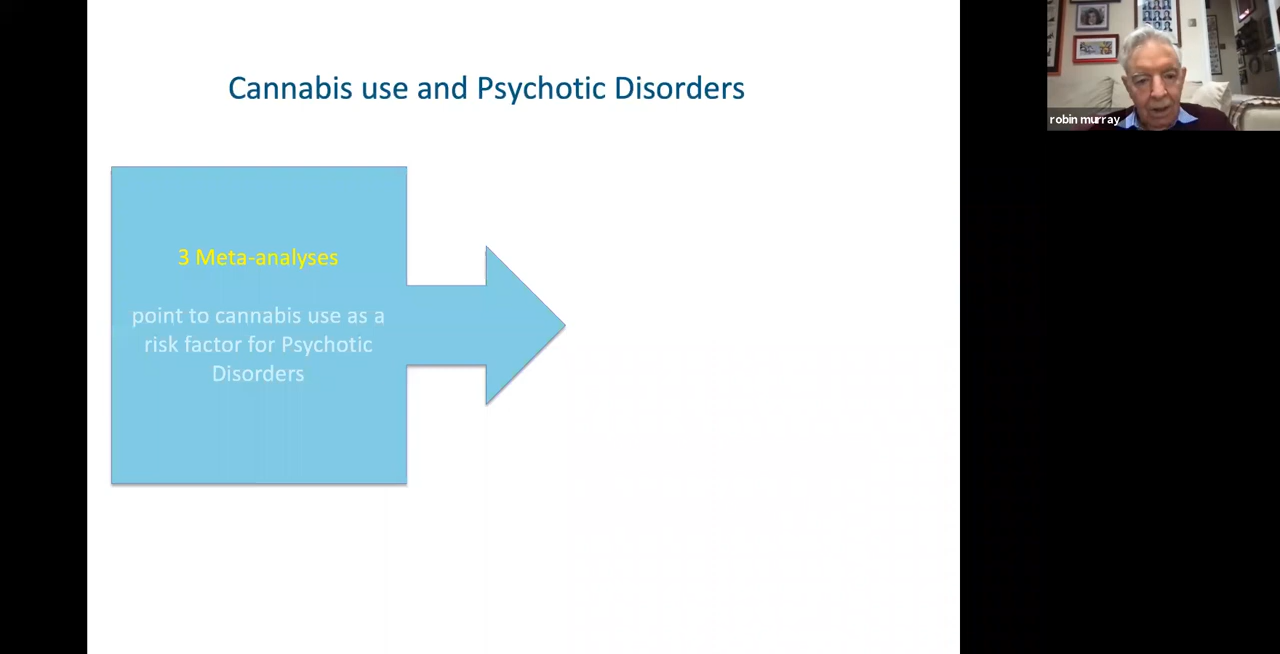 Cannabis use and Psychotic Disorders
3 Meta-analyses
point to cannabis use as a
risk factor for Psychotic
Disorders
robin murray